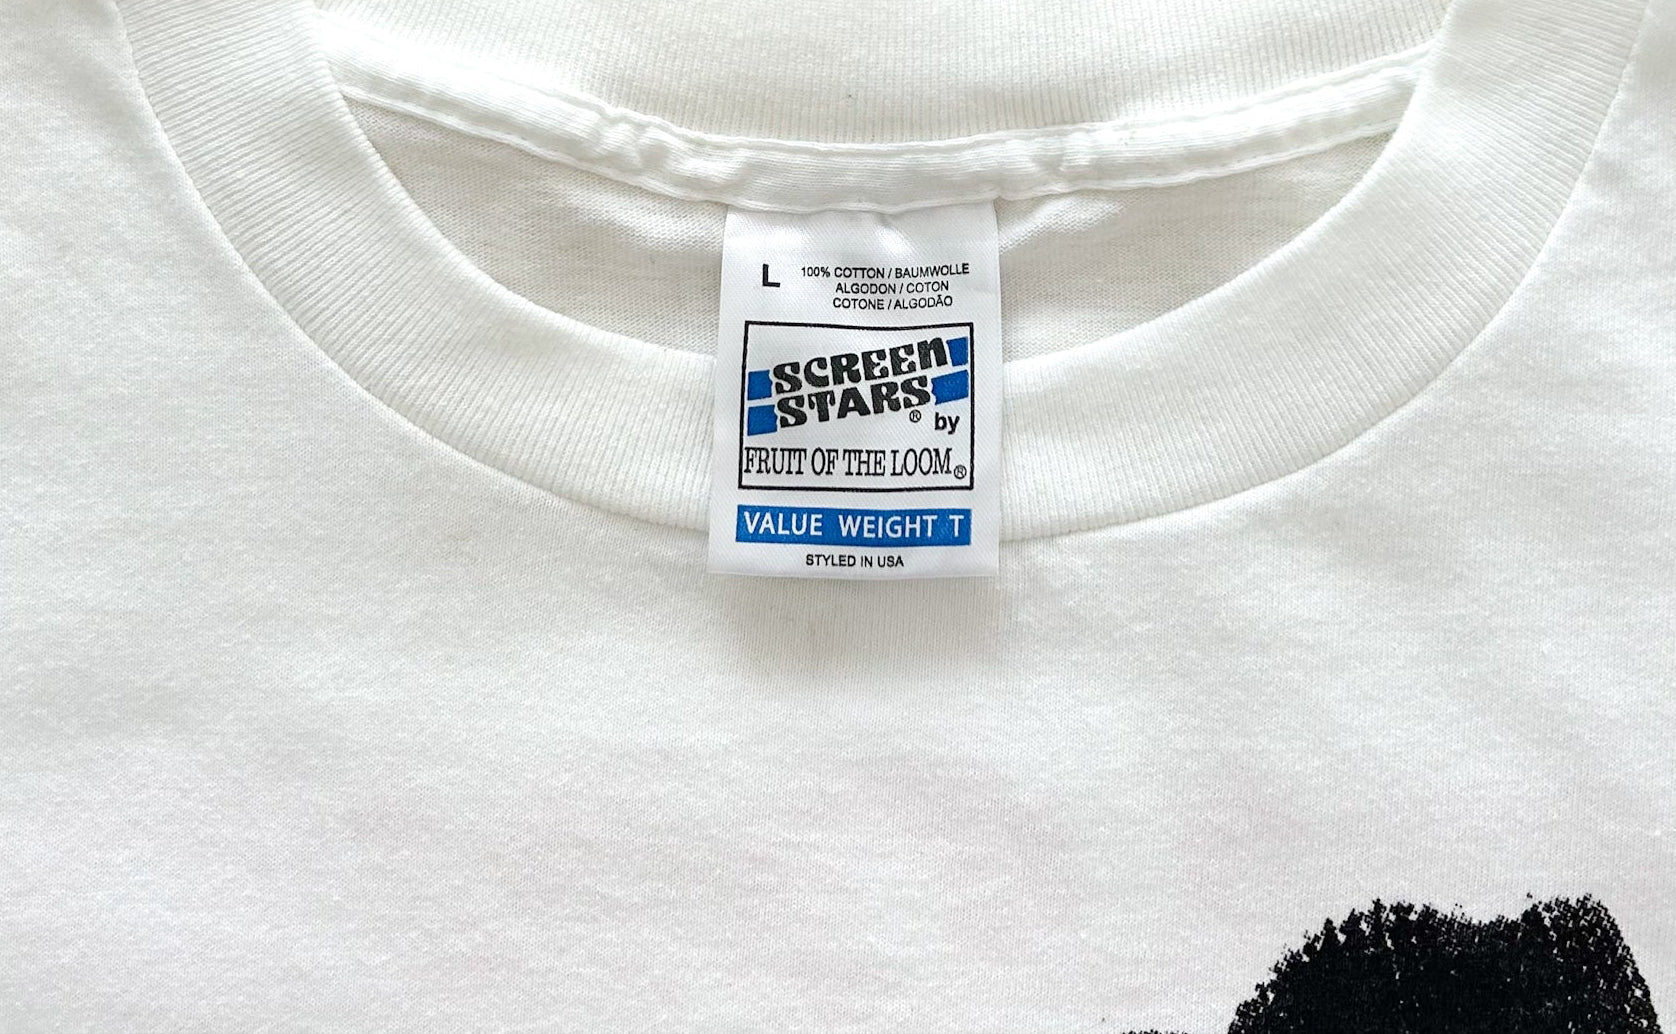 L 100% COTTON / BAUMWOLLE
ALGODON / COTON
COTONE / ALGODÃO
SCREEN
STARS® by
FRUIT OF THE LOOM®
VALUE WEIGHT T
STYLED IN USA